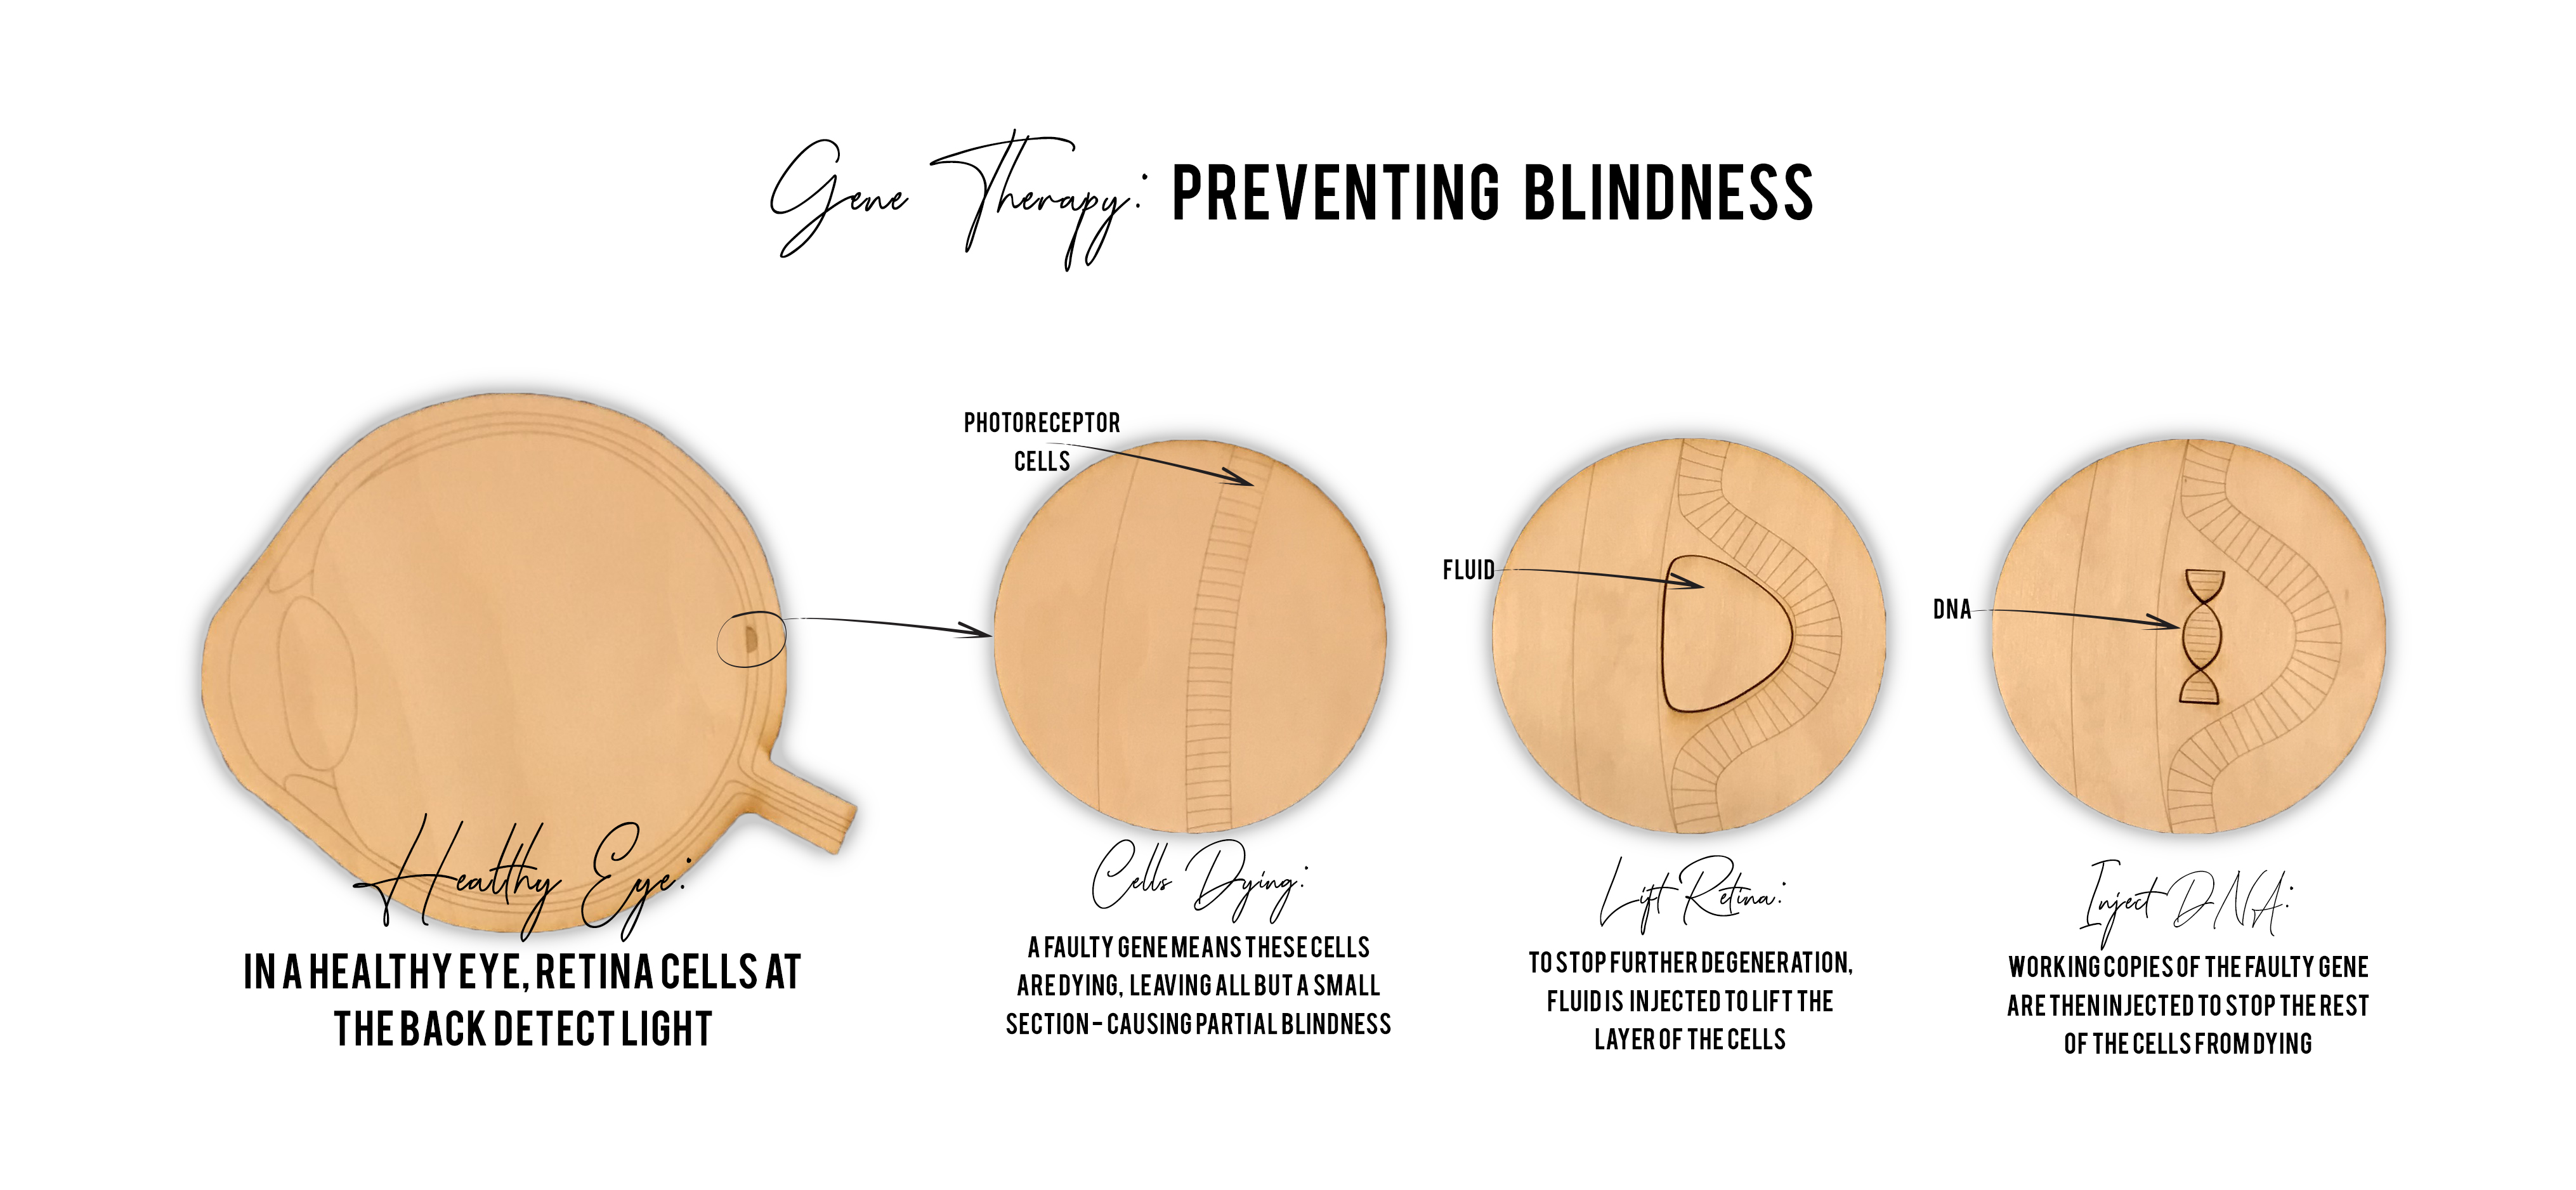 Gene Therapy: PREVENTING BLINDNESS
PHOTORECEPTOR
CELLS
FLUID
DNA
Healthy Eye:
IN A HEALTHY EYE, RETINA CELLS AT
THE BACK DETECT LIGHT
Cells Dying:
A FAULTY GENE MEANS THESE CELLS
ARE DYING, LEAVING ALL BUT A SMALL
SECTION - CAUSING PARTIAL BLINDNESS
Lift Retina:
TO STOP FURTHER DEGENERATION,
FLUID IS INJECTED TO LIFT THE
LAYER OF THE CELLS
Inject DNA:
WORKING COPIES OF THE FAULTY GENE
ARE THEN INJECTED TO STOP THE REST
OF THE CELLS FROM DYING